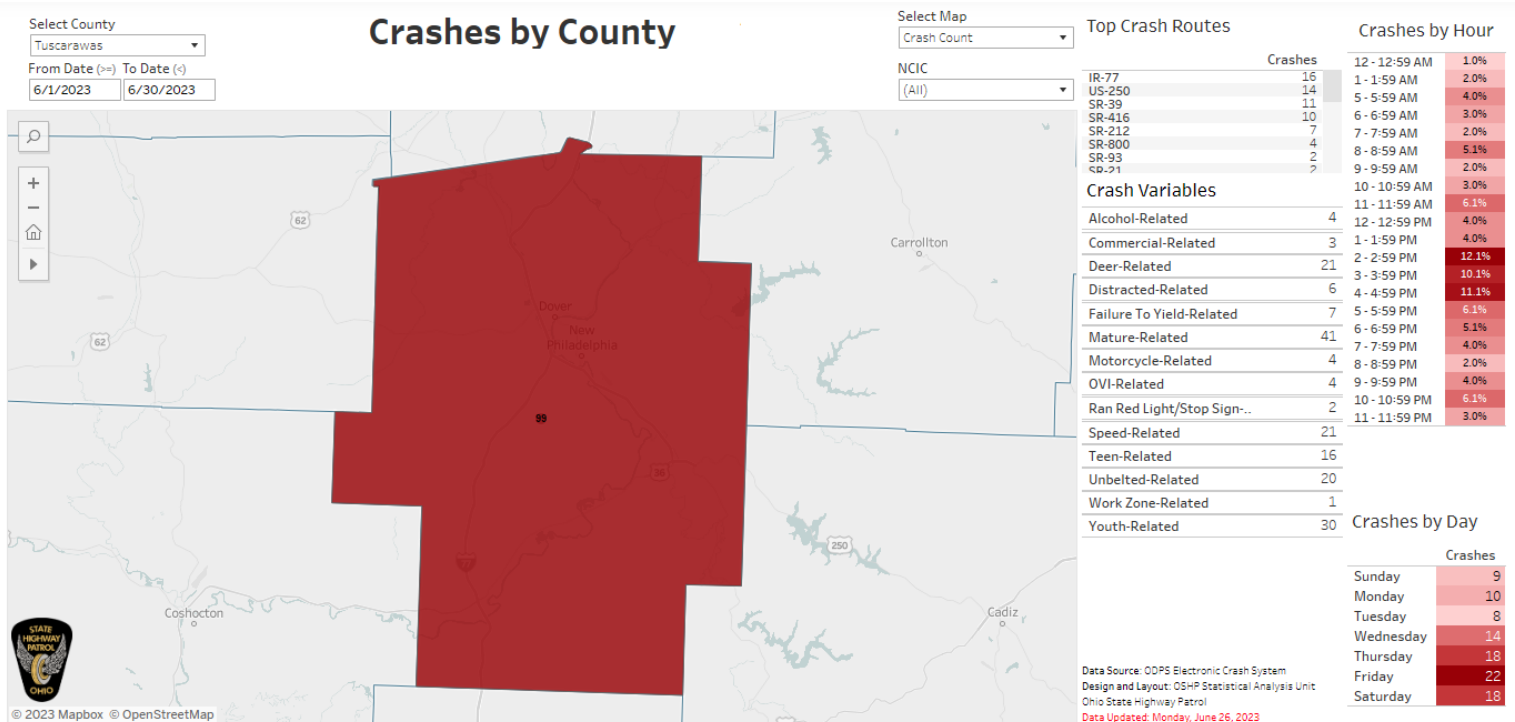 Crashes by County
Select County
Tuscarawas
From Date (>=) To Date (<)
6/1/2023 6/30/2023
Select Map
Crash Count
NCIC
(All)
62
62
Carrollton
Dover
New
Philadelphia
99
36
250
77
Coshocton
Cadiz
STATE
HIGHWAY
PATROL
OHIO
© 2023 Mapbox © OpenStreetMap
Top Crash Routes
Crashes
IR-77 16
US-250 14
SR-39 11
SR-416 10
SR-212 7
SR-800 4
SR-93 2
SR-21 2
Crash Variables
Alcohol-Related 4
Commercial-Related 3
Deer-Related 21
Distracted-Related 6
Failure To Yield-Related 7
Mature-Related 41
Motorcycle-Related 4
OVI-Related 4
Ran Red Light/Stop Sign-.. 2
Speed-Related 21
Teen-Related 16
Unbelted-Related 20
Work Zone-Related 1
Youth-Related 30
Data Source: ODPS Electronic Crash System
Design and Layout: OSHP Statistical Analysis Unit
Ohio State Highway Patrol
Data Updated: Monday, June 26, 2023
Crashes by Hour
12 - 12:59 AM 1.0%
1 - 1:59 AM 2.0%
5 - 5:59 AM 4.0%
6 - 6:59 AM 3.0%
7 - 7:59 AM 2.0%
8 - 8:59 AM 5.1%
9 - 9:59 AM 2.0%
10 - 10:59 AM 3.0%
11 - 11:59 AM 6.1%
12 - 12:59 PM 4.0%
1 - 1:59 PM 4.0%
2 - 2:59 PM 12.1%
3 - 3:59 PM 10.1%
4 - 4:59 PM 11.1%
5 - 5:59 PM 6.1%
6 - 6:59 PM 5.1%
7 - 7:59 PM 4.0%
8 - 8:59 PM 2.0%
9 - 9:59 PM 4.0%
10 - 10:59 PM 6.1%
11 - 11:59 PM 3.0%
Crashes by Day
Crashes
Sunday 9
Monday 10
Tuesday 8
Wednesday 14
Thursday 18
Friday 22
Saturday 18